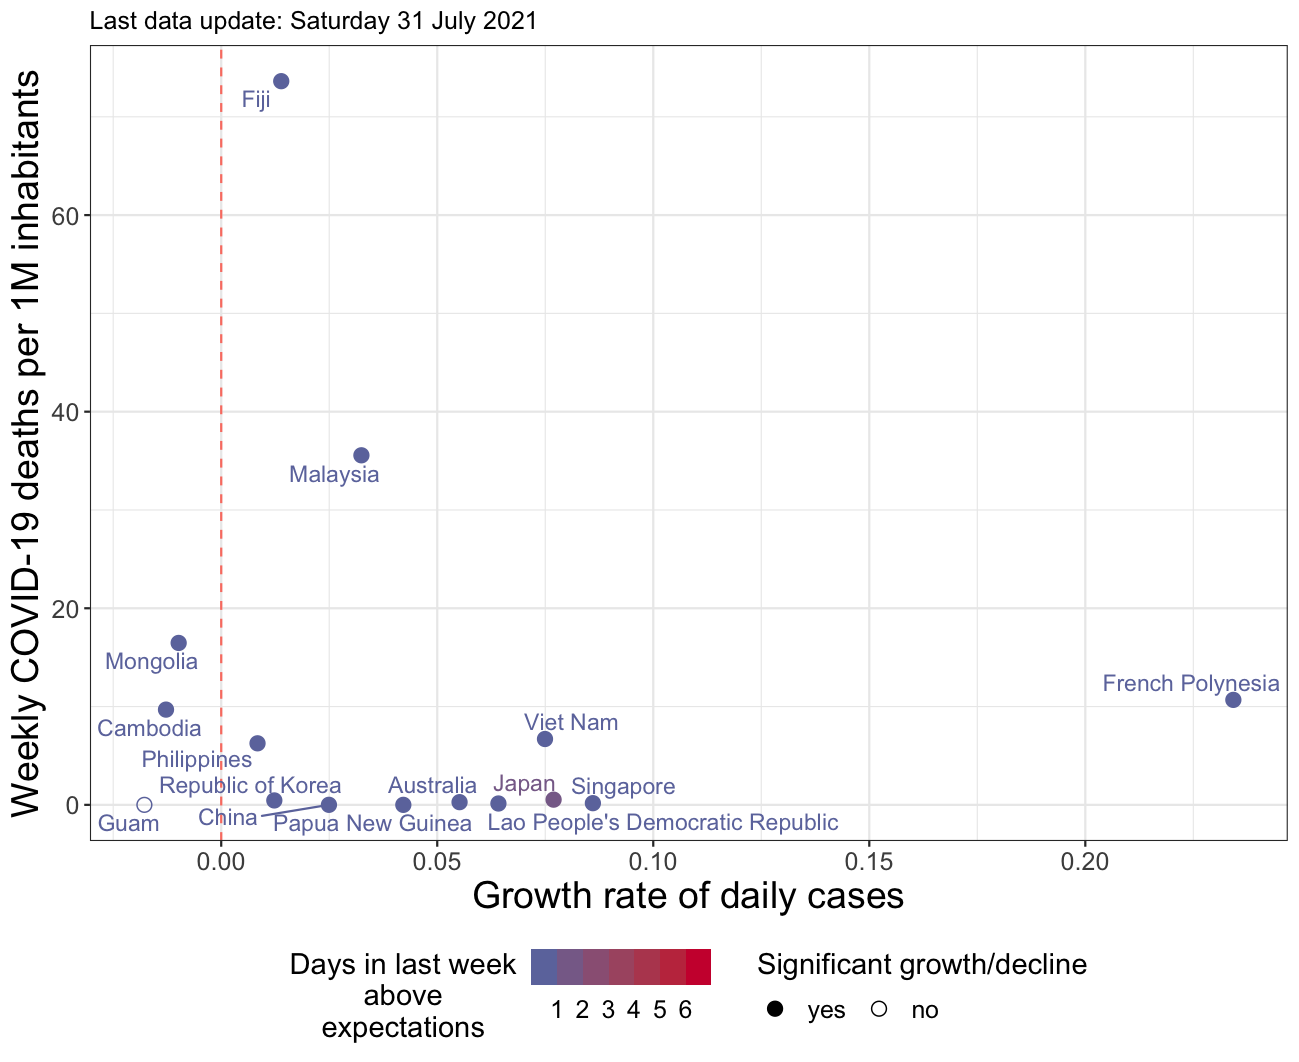 Last data update: Saturday 31 July 2021
Weekly COVID-19 deaths per 1M inhabitants
60
40
20
0
Fiji
Malaysia
Mongolia
French Polynesia
Cambodia
Viet Nam
Philippines
Republic of Korea
Australia
Japan
Singapore
China
Guam
Papua New Guinea
Lao People's Democratic Republic
0.00 0.05 0.10 0.15 0.20
Growth rate of daily cases
Days in last week
above
expectations
1 2 3 4 5 6
Significant growth/decline
yes no